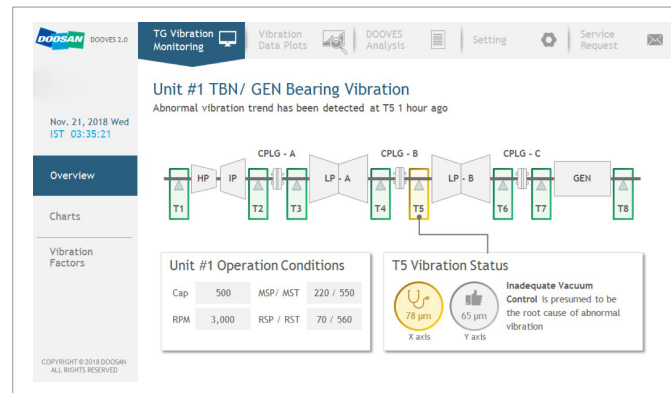 DOOSAN DOOVES 2.0
TG Vibration
Monitoring
Vibration
Data Plots
DOOVES
Analysis
Setting
Service
Request
Nov. 21, 2018 Wed
IST 03:35:21
Overview
Charts
Vibration
Factors
COPYRIGHT © 2018 DOOSAN
ALL RIGHTS RESERVED
Unit #1 TBN/ GEN Bearing Vibration
Abnormal vibration trend has been detected at T5 1 hour ago
CPLG - A CPLG - B CPLG - C
HP IP LP - A LP - B GEN
T1 T2 T3 T4 T5 T6 T7 T8
Unit #1 Operation Conditions
Cap 500 MSP/ MST 220 / 550
RPM 3,000 RSP / RST 70 / 560
T5 Vibration Status
78 µm 65 µm
X axis Y axis
Inadequate Vacuum
Control is presumed to be
the root cause of abnormal
vibration